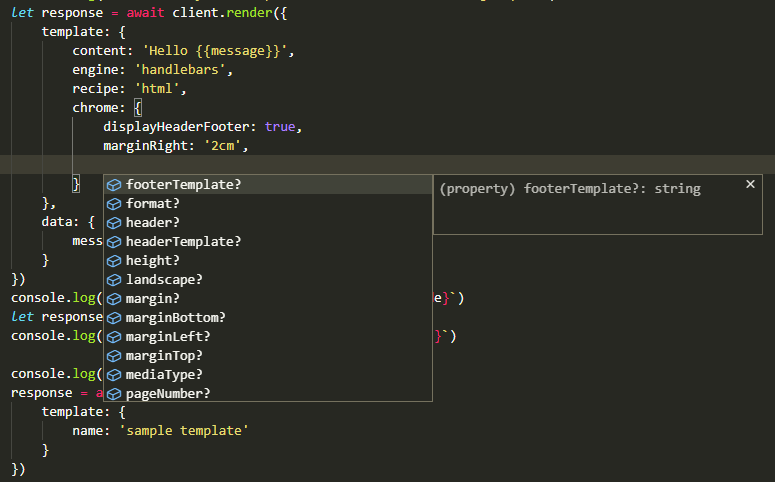 let response = await client.render({
template: {
content: 'Hello {{message}}',
engine: 'handlebars',
recipe: 'html',
chrome: {
displayHeaderFooter: true,
marginRight: '2cm',
}
footerTemplate?
(property) footerTemplate?: string
},
format?
data: {
header?
mess
headerTemplate?
}
height?
})
landscape?
console.log(
margin?
e}`)
let response
marginBottom?
console.log(
marginLeft?
}`)
marginTop?
console.log(
mediaType?
response = a
pageNumber?
template: {
name: 'sample template'
}
})